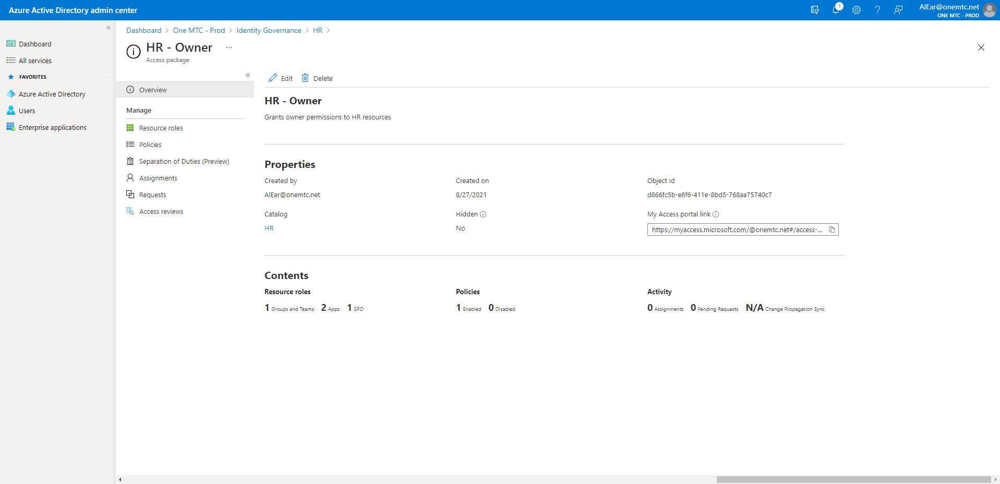 Azure Active Directory admin center
1
AlEar@onemtc.net
ONE MTC - PROD
Dashboard
All services
FAVORITES
Azure Active Directory
Users
Enterprise applications
Dashboard > One MTC - Prod > Identity Governance > HR >
HR - Owner ...
Access package
Overview
Manage
Resource roles
Policies
Separation of Duties (Preview)
Assignments
Requests
Access reviews
Edit Delete
HR - Owner
Grants owner permissions to HR resources
Properties
Created by Created on Object Id
AlEar@onemtc.net 8/27/2021 d866fc5b-e6f6-411e-8bd5-768aa75740c7
Catalog Hidden My Access portal link
HR No https://myaccess.microsoft.com/@onemtc.net#/access-...
Contents
Resource roles Policies Activity
1 Groups and Teams 2 Apps 1 SPO 1 Enabled 0 Disabled 0 Assignments 0 Pending Requests N/A Change Propagation Sync